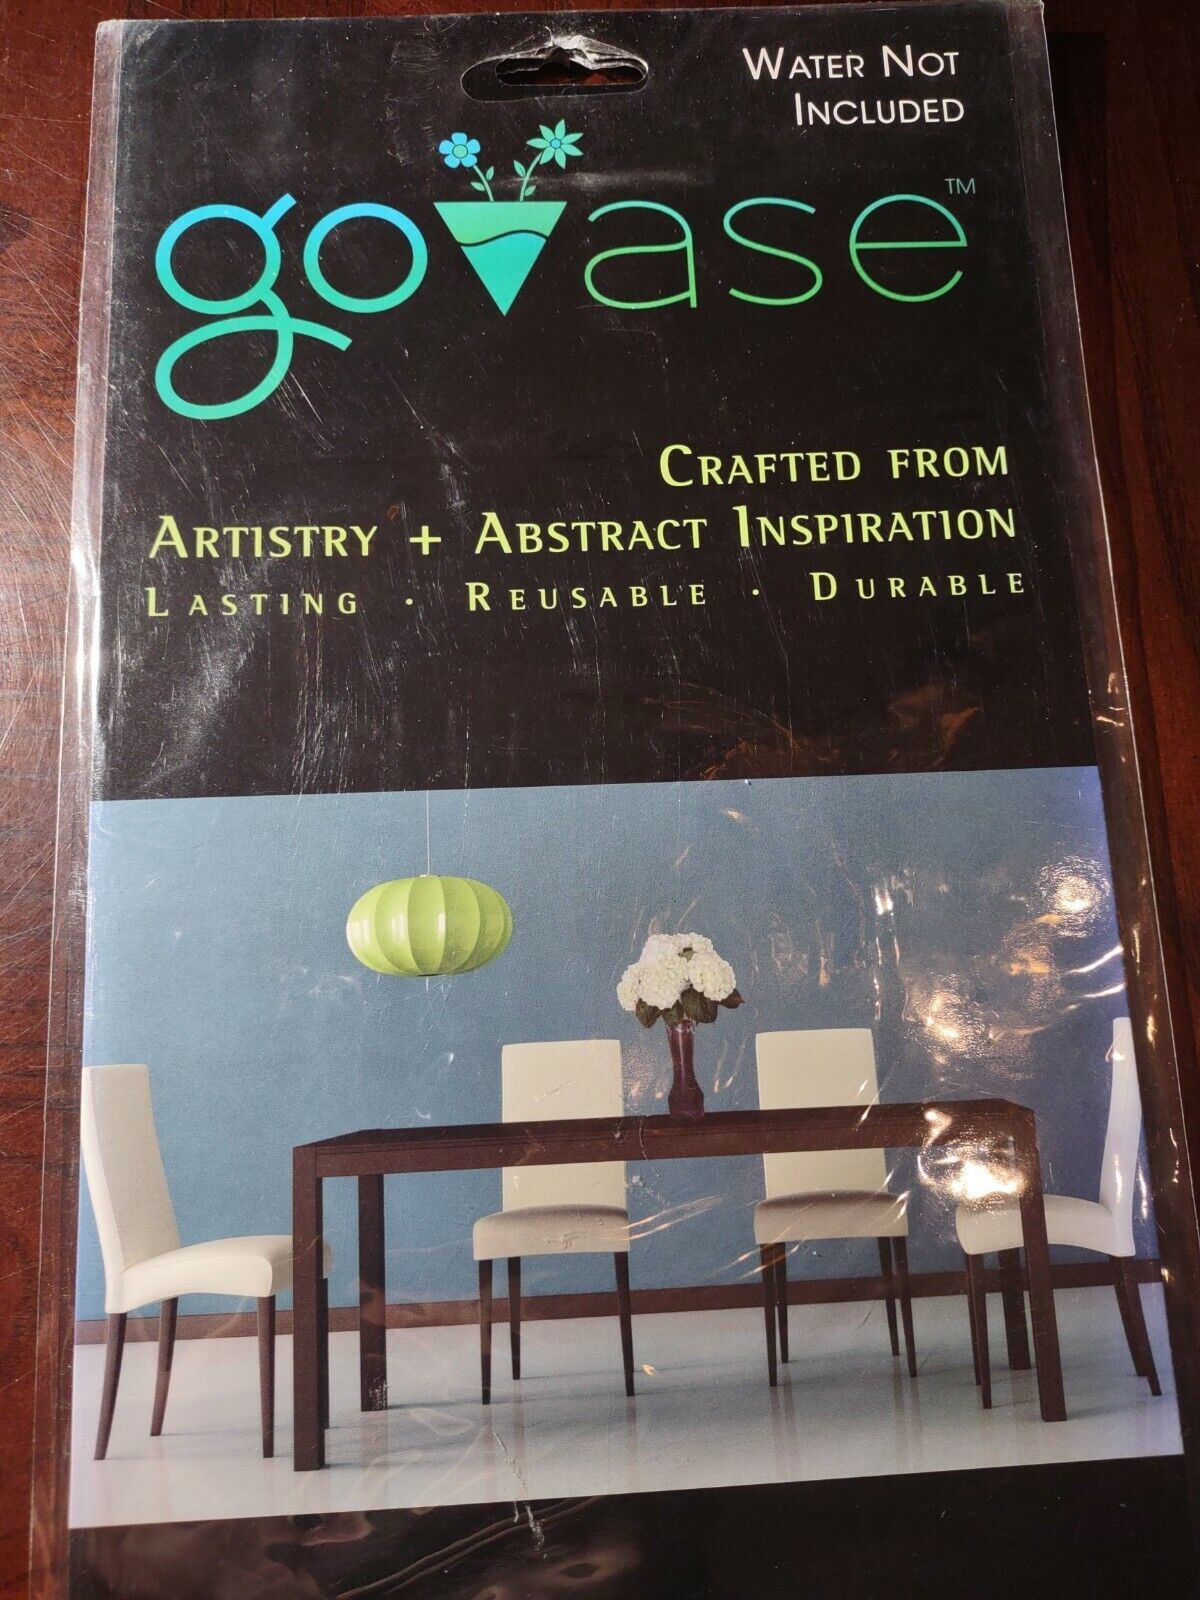 Water Not
Included
govase™
Crafted from
Artistry + Abstract Inspiration
Lasting · Reusable · Durable